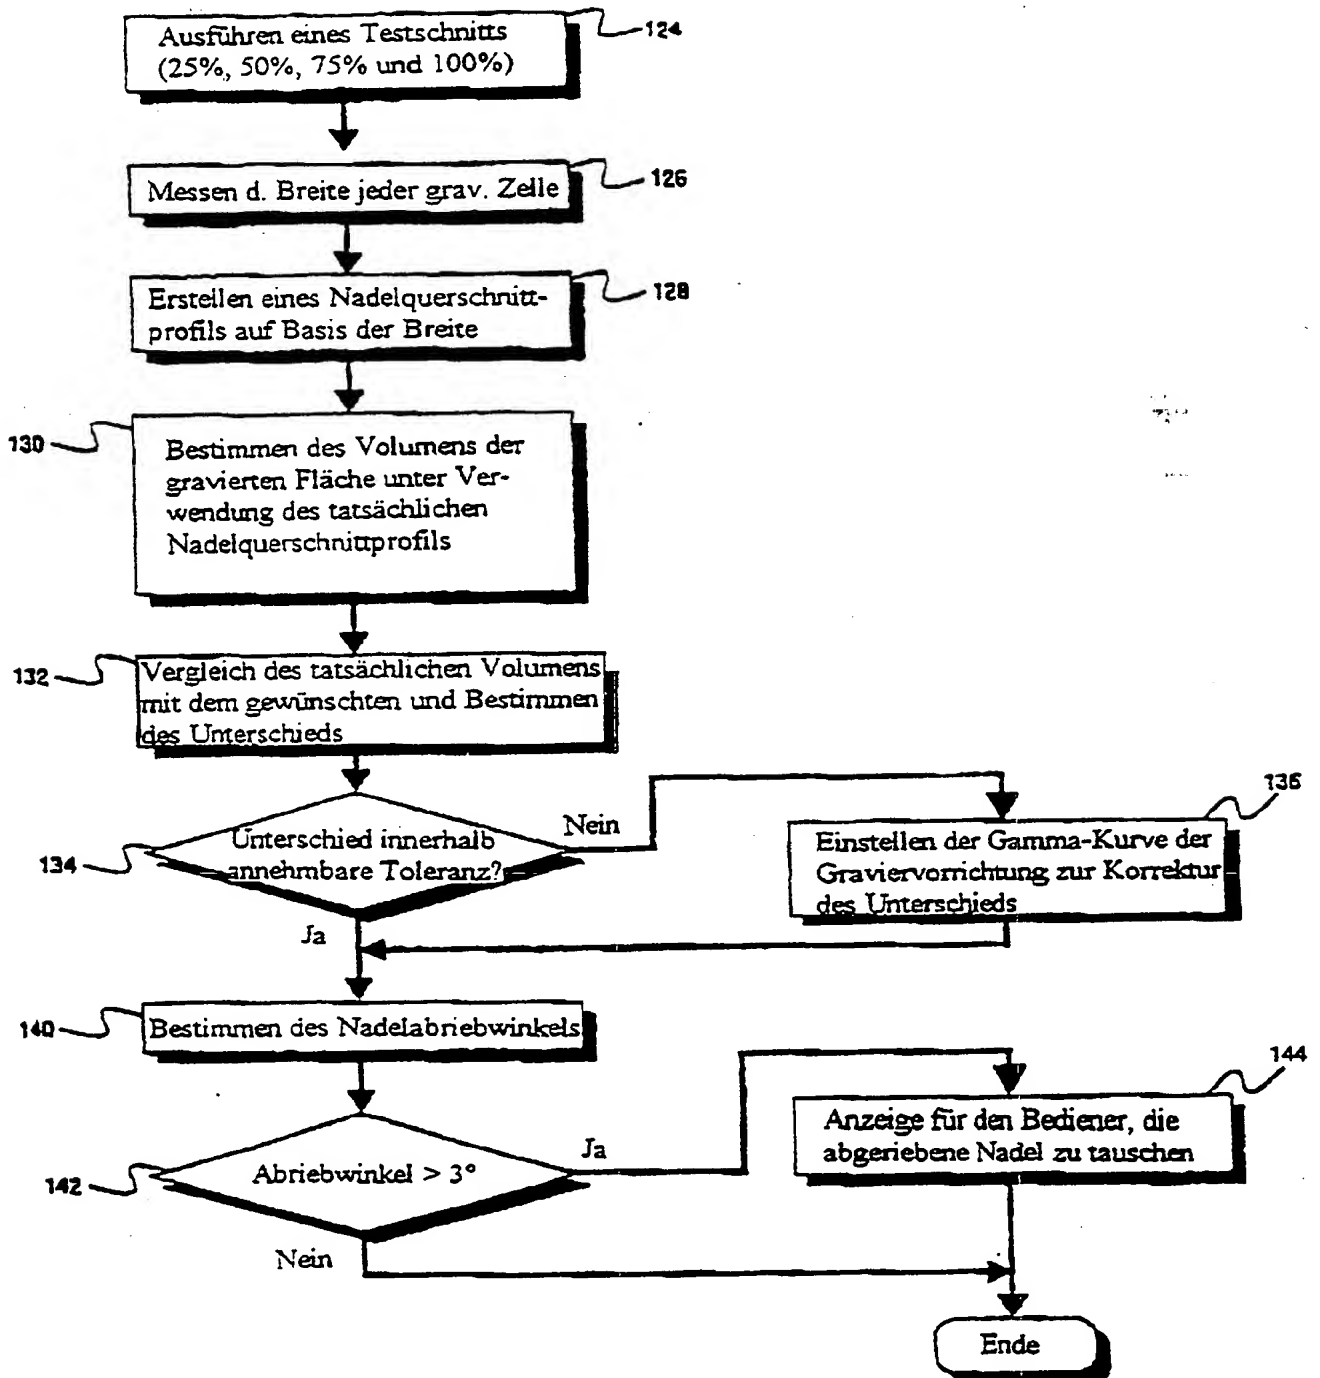 Ausführen eines Testschnitts
(25%, 50%, 75% und 100%)
124
Messen d. Breite jeder grav. Zelle
126
Erstellen eines Nadelquerschnitt-
profils auf Basis der Breite
128
130
Bestimmen des Volumens der
gravierten Fläche unter Ver-
wendung des tatsächlichen
Nadelquerschnittprofils
132
Vergleich des tatsächlichen Volumens
mit dem gewünschten und Bestimmen
des Unterschieds
134
Unterschied innerhalb
annehmbare Toleranz?
Nein
136
Einstellen der Gamma-Kurve der
Graviervorrichtung zur Korrektur
des Unterschieds
Ja
140
Bestimmen des Nadelabriebwinkels
142
Abriebwinkel > 3°
Ja
144
Anzeige für den Bediener, die
abgeriebene Nadel zu tauschen
Nein
Ende